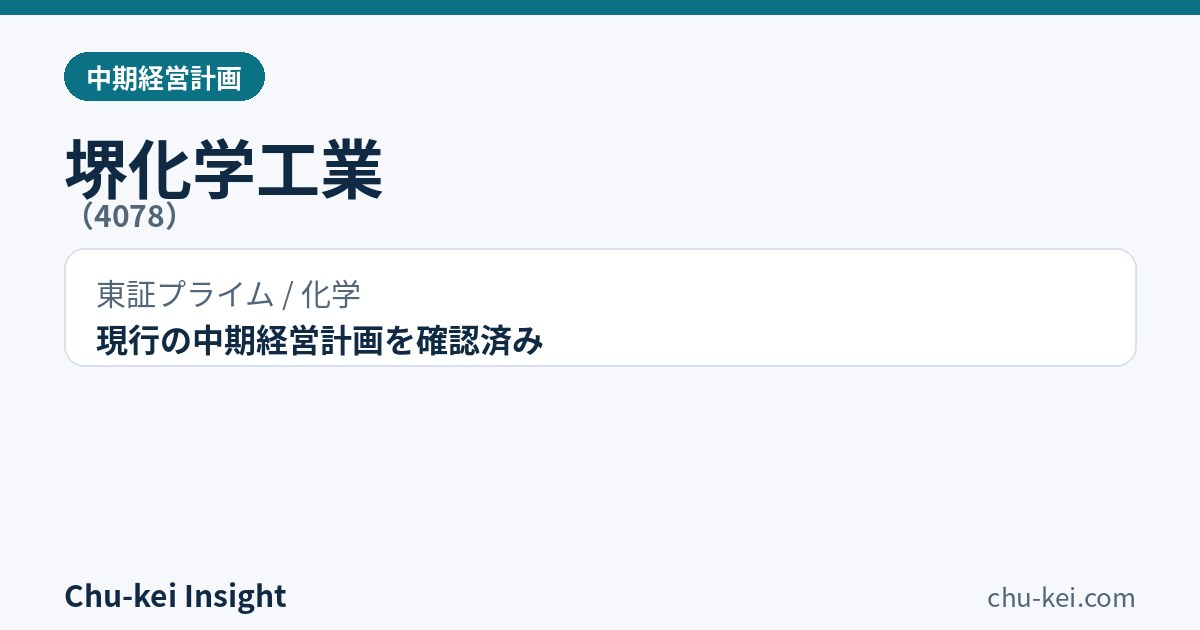 中期経営計画
堺化学工業
（4078）
東証プライム / 化学
現行の中期経営計画を確認済み
Chu-kei Insight
chu-kei.com